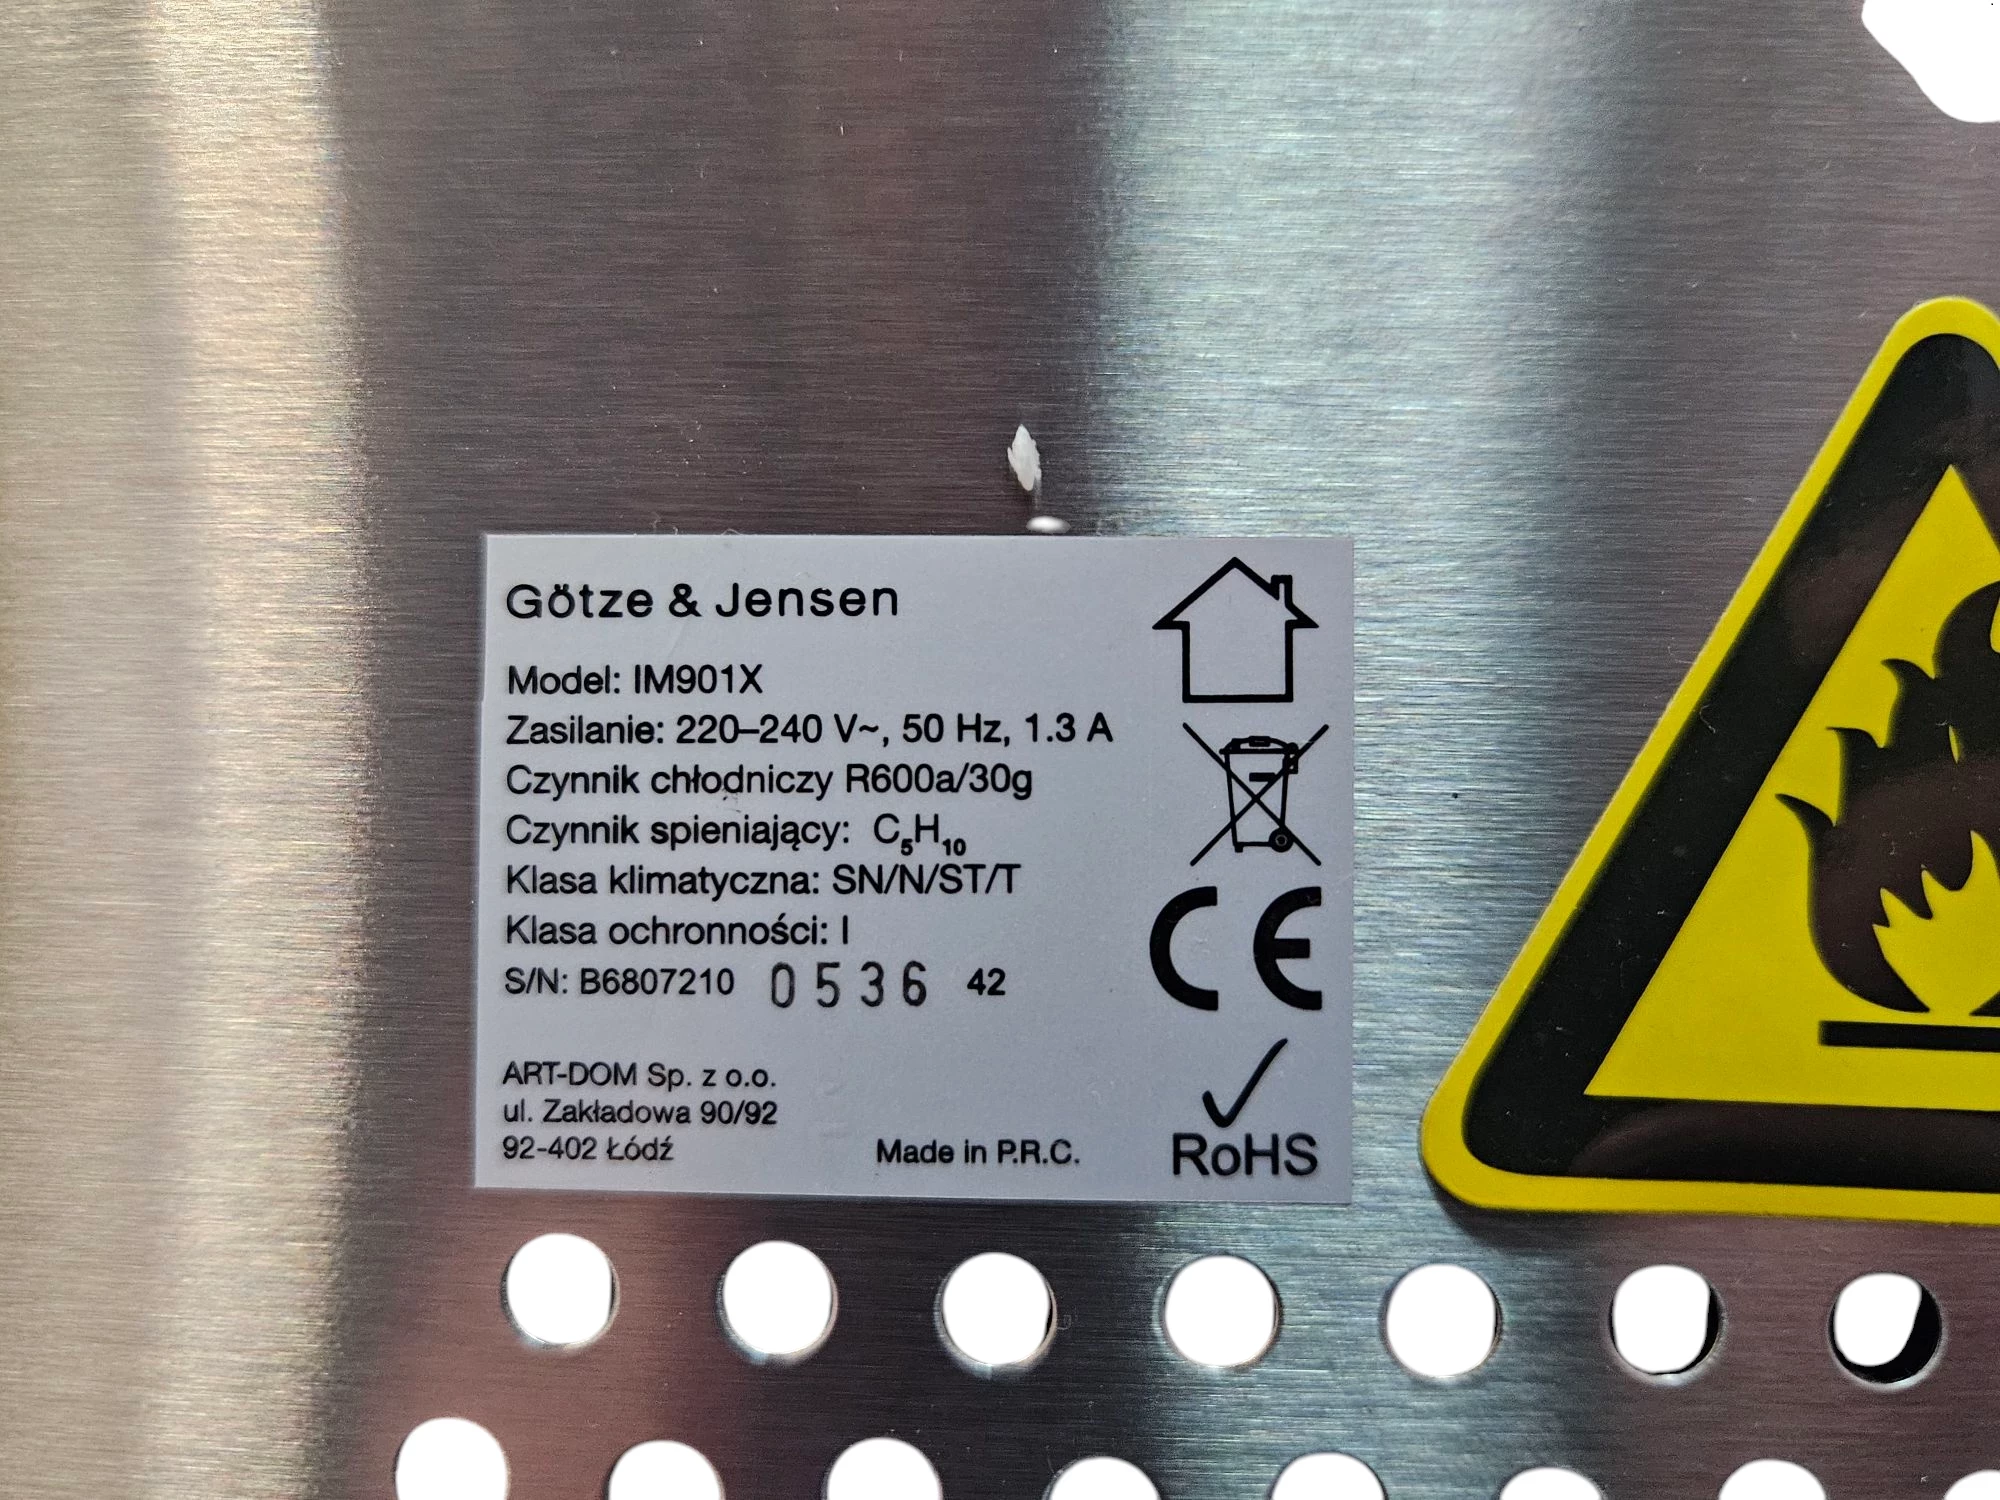 Götze & Jensen
Model: IM901X
Zasilanie: 220–240 V~, 50 Hz, 1.3 A
Czynnik chłodniczy R600a/30g
Czynnik spieniający: C₅H₁₀
Klasa klimatyczna: SN/N/ST/T
Klasa ochronności: I
S/N: B6807210 0536 42
ART-DOM Sp. z o.o.
ul. Zakładowa 90/92
92-402 Łódź
Made in P.R.C.
CE
RoHS